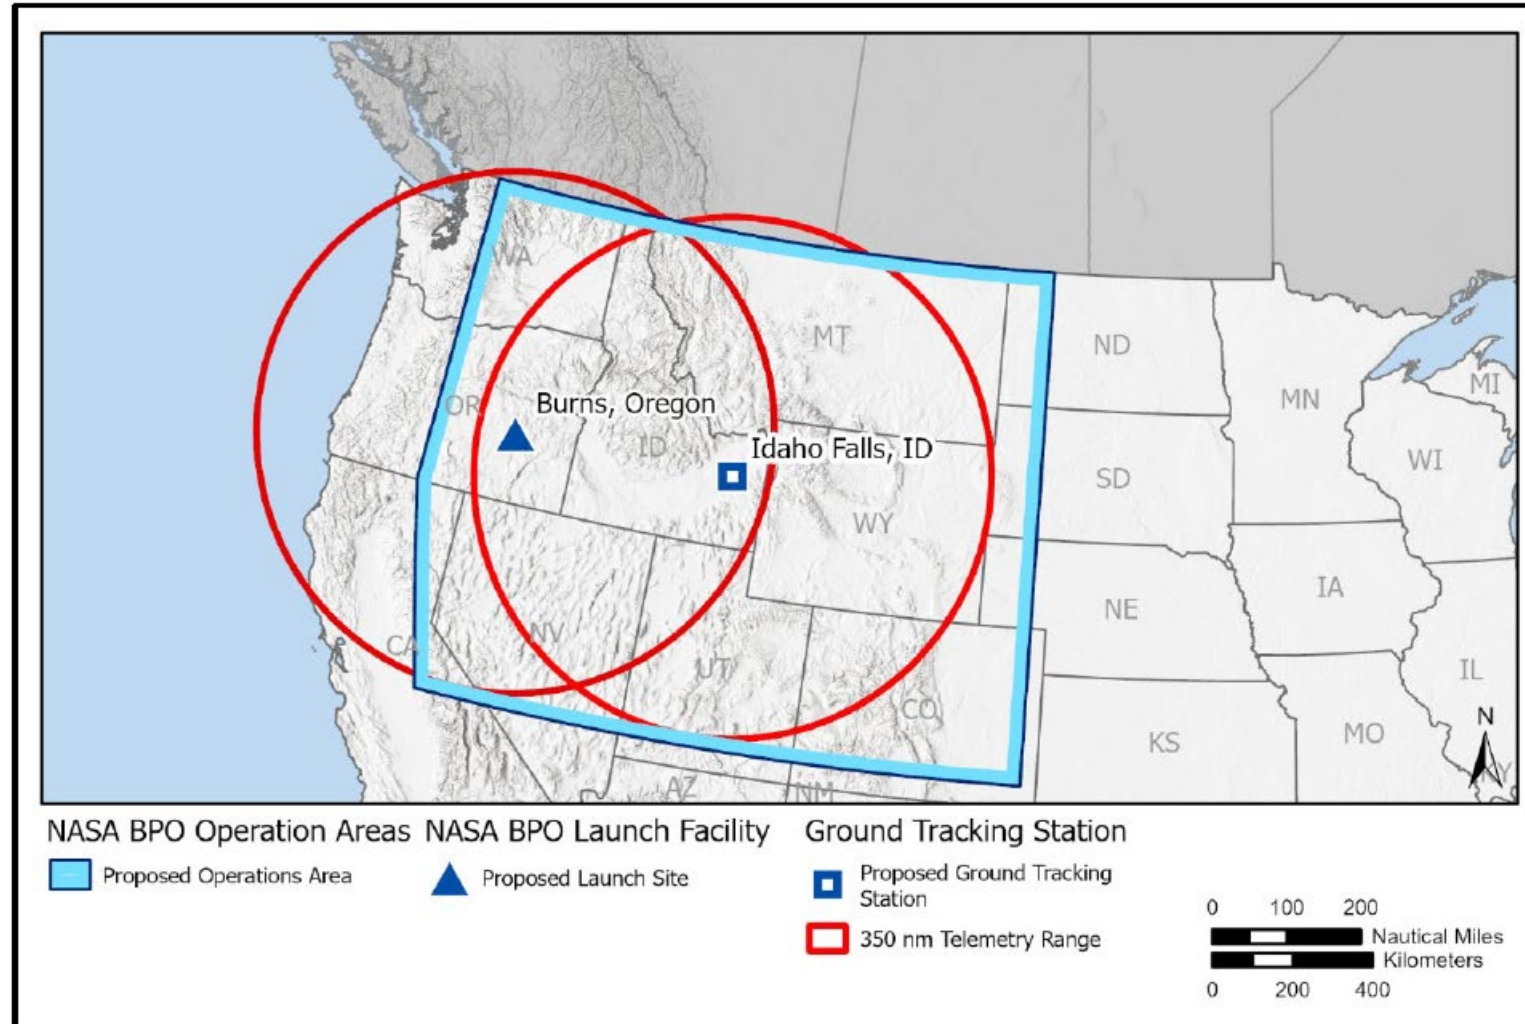 WA
MT
ND
MN
MI
OR
Burns, Oregon
ID
Idaho Falls, ID
SD
WI
WY
NE
IA
CA
NV
UT
CO
IL
KS
MO
N
AZ
NM
KY
NASA BPO Operation Areas
Proposed Operations Area
NASA BPO Launch Facility
Proposed Launch Site
Ground Tracking Station
Proposed Ground Tracking
Station
350 nm Telemetry Range
0 100 200
Nautical Miles
Kilometers
0 200 400